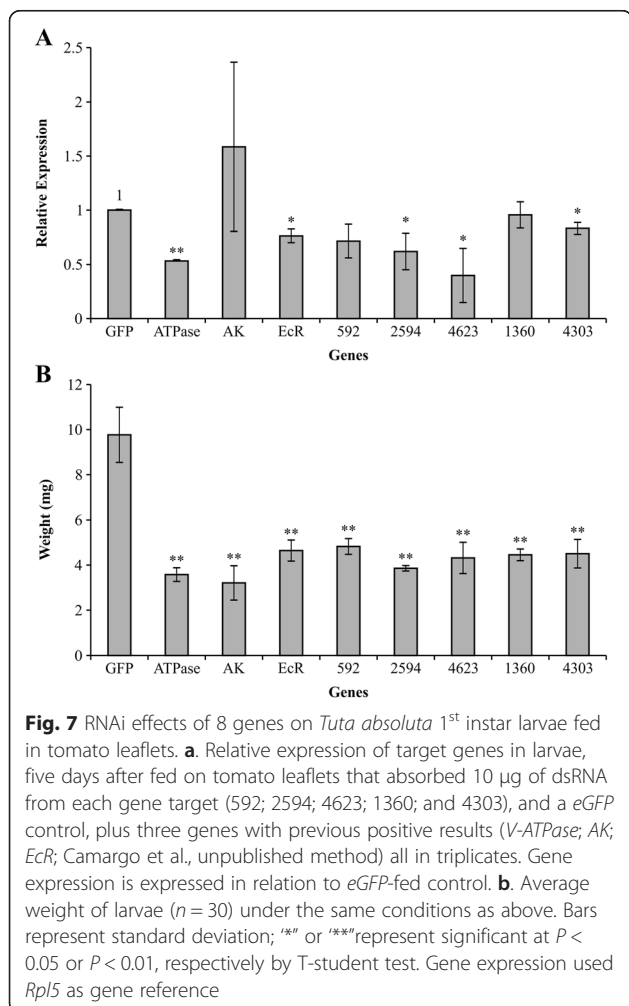 A
2.5
2
1.5
1
0.5
0
Relative Expression
1
**
*
*
*
*
GFP ATPase AK EcR 592 2594 4623 1360 4303
Genes
B
12
10
8
6
4
2
0
Weight (mg)
**
**
**
**
**
**
**
**
GFP ATPase AK EcR 592 2594 4623 1360 4303
Genes
Fig. 7 RNAi effects of 8 genes on Tuta absoluta 1st instar larvae fed
in tomato leaflets. a. Relative expression of target genes in larvae,
five days after fed on tomato leaflets that absorbed 10 μg of dsRNA
from each gene target (592; 2594; 4623; 1360; and 4303), and a eGFP
control, plus three genes with previous positive results (V-ATPase; AK;
EcR; Camargo et al., unpublished method) all in triplicates. Gene
expression is expressed in relation to eGFP-fed control. b. Average
weight of larvae (n = 30) under the same conditions as above. Bars
represent standard deviation; ‘*” or ‘**”represent significant at P <
0.05 or P < 0.01, respectively by T-student test. Gene expression used
Rpl5 as gene reference